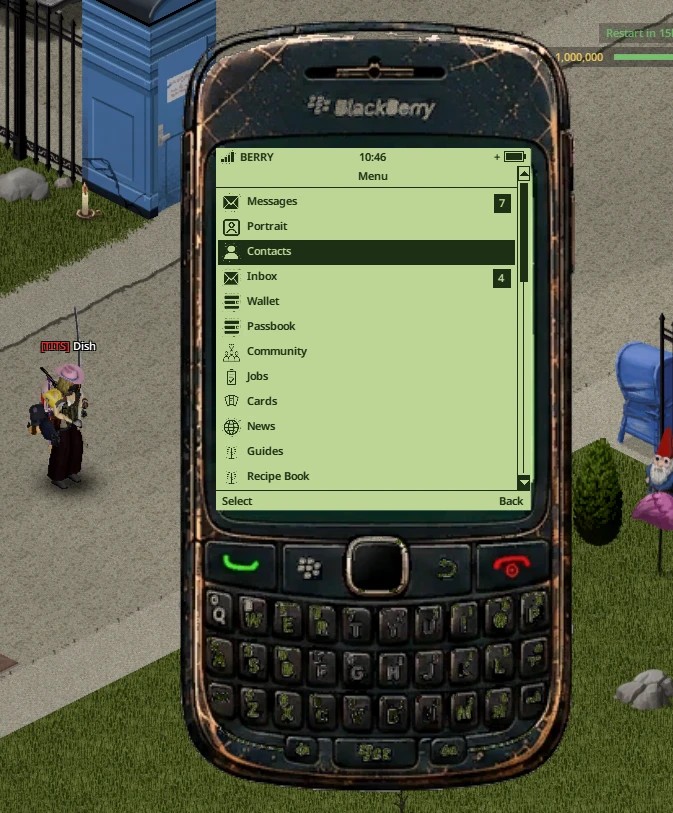 Restart in 15
1,000,000
BlackBerry
BERRY 10:46 +
Menu
Messages 7
Portrait
Contacts
Inbox 4
Wallet
Passbook
Community
Jobs
Cards
News
Guides
Recipe Book
Select Back
Dish
Q W E R T Y U I O P
A S D F G H J K L
Z X C V B N M